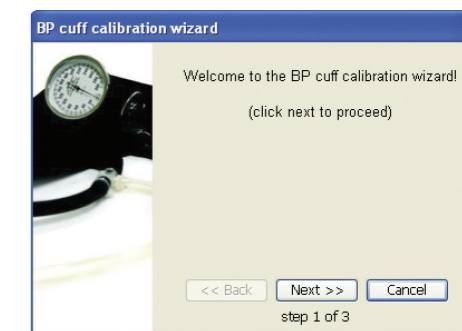 BP cuff calibration wizard
Welcome to the BP cuff calibration wizard!
(click next to proceed)
<< Back
Next >>
Cancel
step 1 of 3